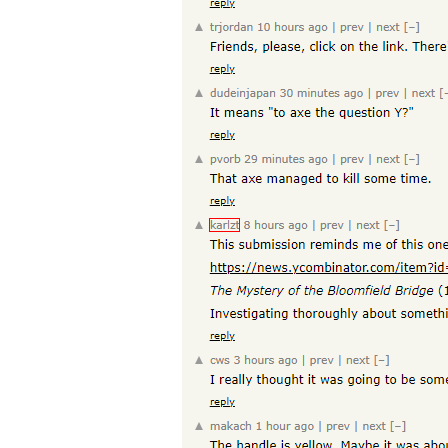 reply
trjordan 10 hours ago | prev | next [–]
Friends, please, click on the link. There
reply
dudeinjapan 30 minutes ago | prev | next [–
It means "to axe the question Y?"
reply
pvorb 29 minutes ago | prev | next [–]
That axe managed to kill some time.
reply
karlzt 8 hours ago | prev | next [–]
This submission reminds me of this one
https://news.ycombinator.com/item?id=
The Mystery of the Bloomfield Bridge (1
Investigating thoroughly about somethi
reply
cws 3 hours ago | prev | next [–]
I really thought it was going to be some
reply
makach 1 hour ago | prev | next [–]
The handle is yellow. Maybe it was abou